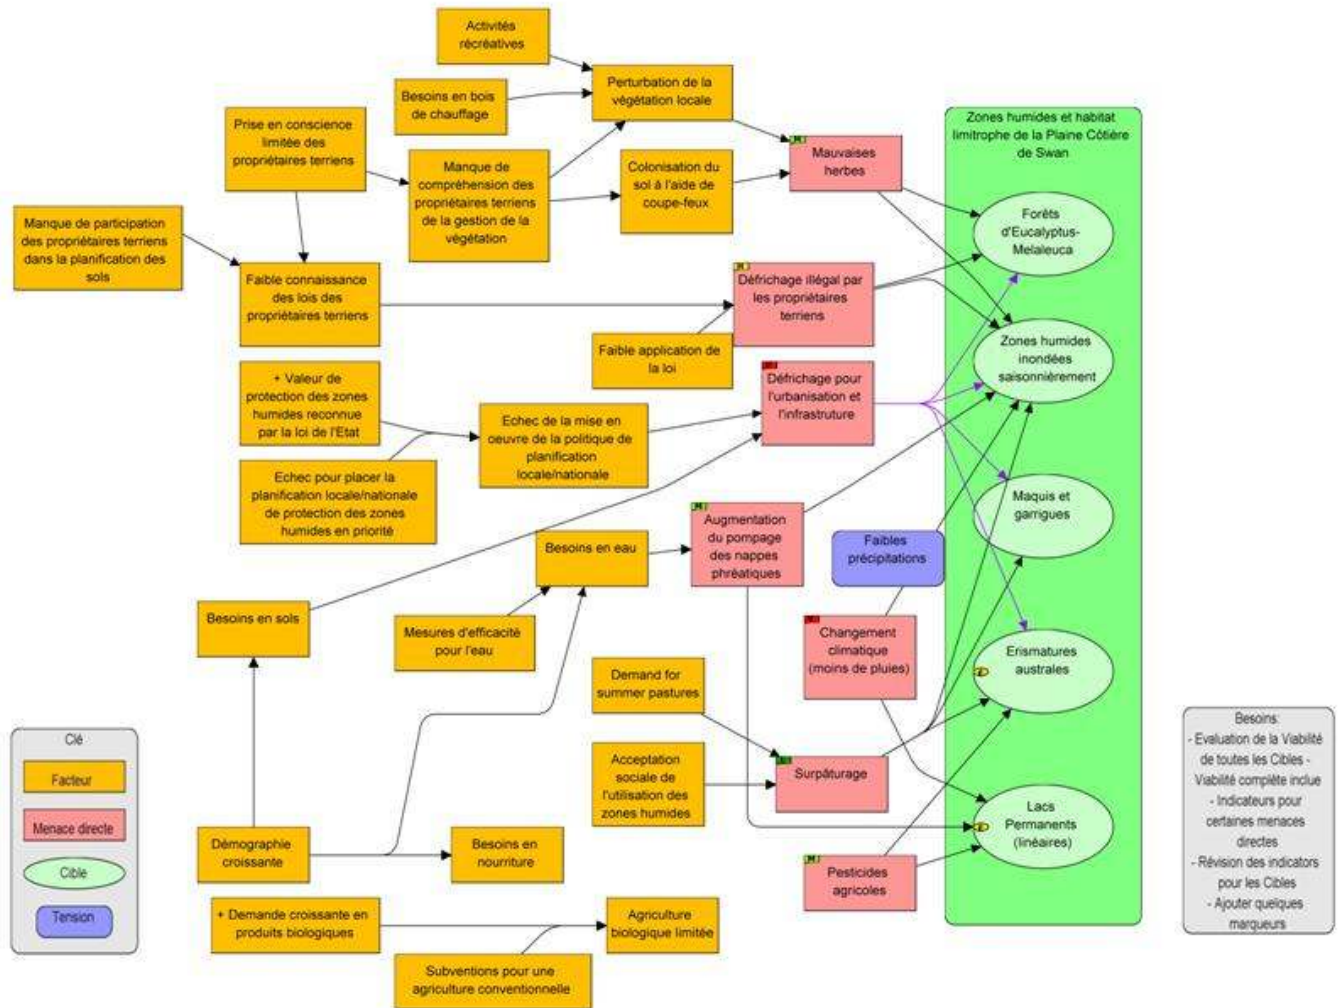 Activités
récréatives
Besoins en bois
de chauffage
Perturbation de la
végétation locale
Prise en conscience
limitée des
propriétaires terriens
Manque de
compréhension des
propriétaires terriens
de la gestion de la
végétation
Colonisation du
sol à l'aide de
coupe-feux
Mauvaises
herbes
Zones humides et habitat
limitrophe de la Plaine Côtière
de Swan
Forêts
d'Eucalyptus-
Melaleuca
Manque de participation
des propriétaires terriens
dans la planification des
sols
Faible connaissance
des lois des
propriétaires terriens
Défrichage illégal par
les propriétaires
terriens
Faible application de
la loi
Zones humides
inondées
saisonnièrement
+ Valeur de
protection des zones
humides reconnue
par la loi de l'Etat
Echec de la mise en
oeuvre de la politique de
planification
locale/nationale
Défrichage pour
l'urbanisation et
l'infrastruture
Echec pour placer la
planification locale/nationale
de protection des zones
humides en priorité
Besoins en eau
Augmentation
du pompage
des nappes
phréatiques
Faibles
précipitations
Maquis et
garrigues
Besoins en sols
Mesures d'efficacité
pour l'eau
Changement
climatique
(moins de pluies)
Erismatures
australes
Demand for
summer pastures
Acceptation
sociale de
l'utilisation des
zones humides
Surpâturage
Lacs
Permanents
(linéaires)
Démographie
croissante
Besoins en
nourriture
Pesticides
agricoles
+ Demande croissante en
produits biologiques
Agriculture
biologique limitée
Subventions pour une
agriculture conventionnelle
Clé
Facteur
Menace directe
Cible
Tension
Besoins:
- Evaluation de la Viabilité
de toutes les Cibles -
Viabilité complète inclue
- Indicateurs pour
certaines menaces
directes
- Révision des indicators
pour les Cibles
- Ajouter quelques
marqueurs